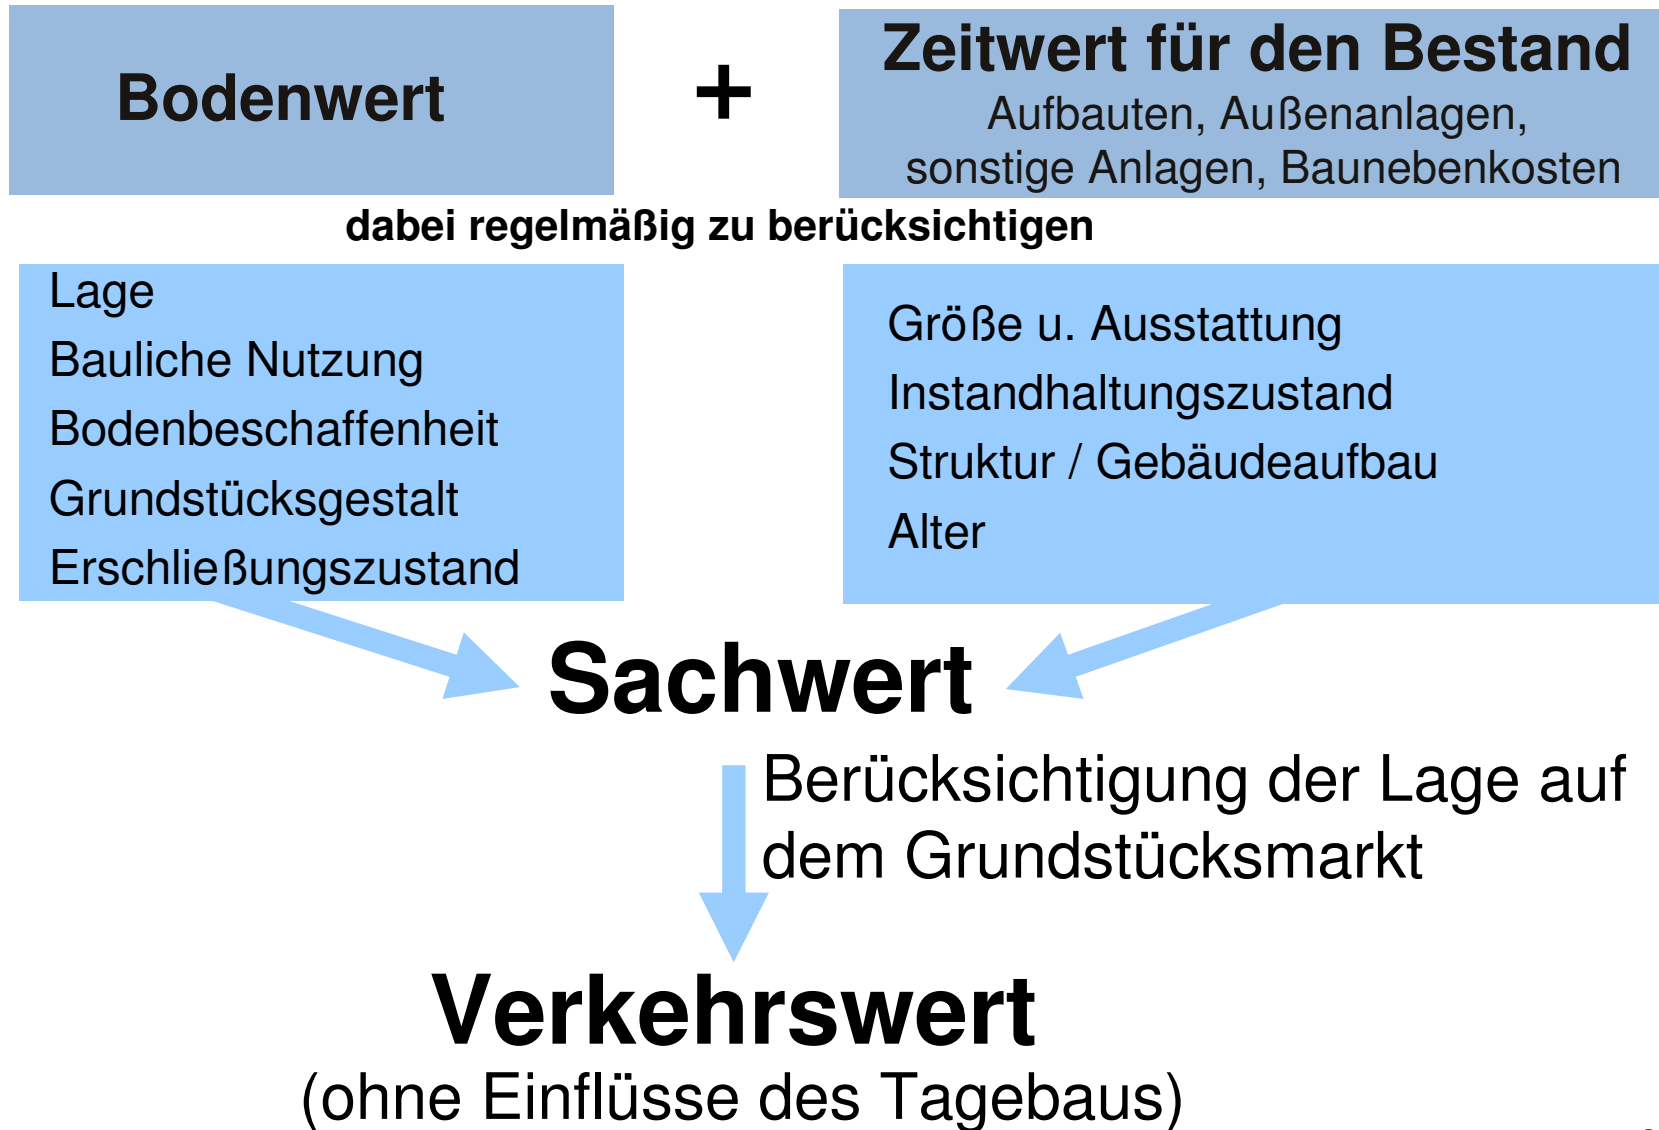 Bodenwert
+
Zeitwert für den Bestand
Aufbauten, Außenanlagen,
sonstige Anlagen, Baunebenkosten
dabei regelmäßig zu berücksichtigen
Lage
Bauliche Nutzung
Bodenbeschaffenheit
Grundstücksgestalt
Erschließungszustand
Größe u. Ausstattung
Instandhaltungszustand
Struktur / Gebäudeaufbau
Alter
Sachwert
Berücksichtigung der Lage auf
dem Grundstücksmarkt
Verkehrswert
(ohne Einflüsse des Tagebaus)